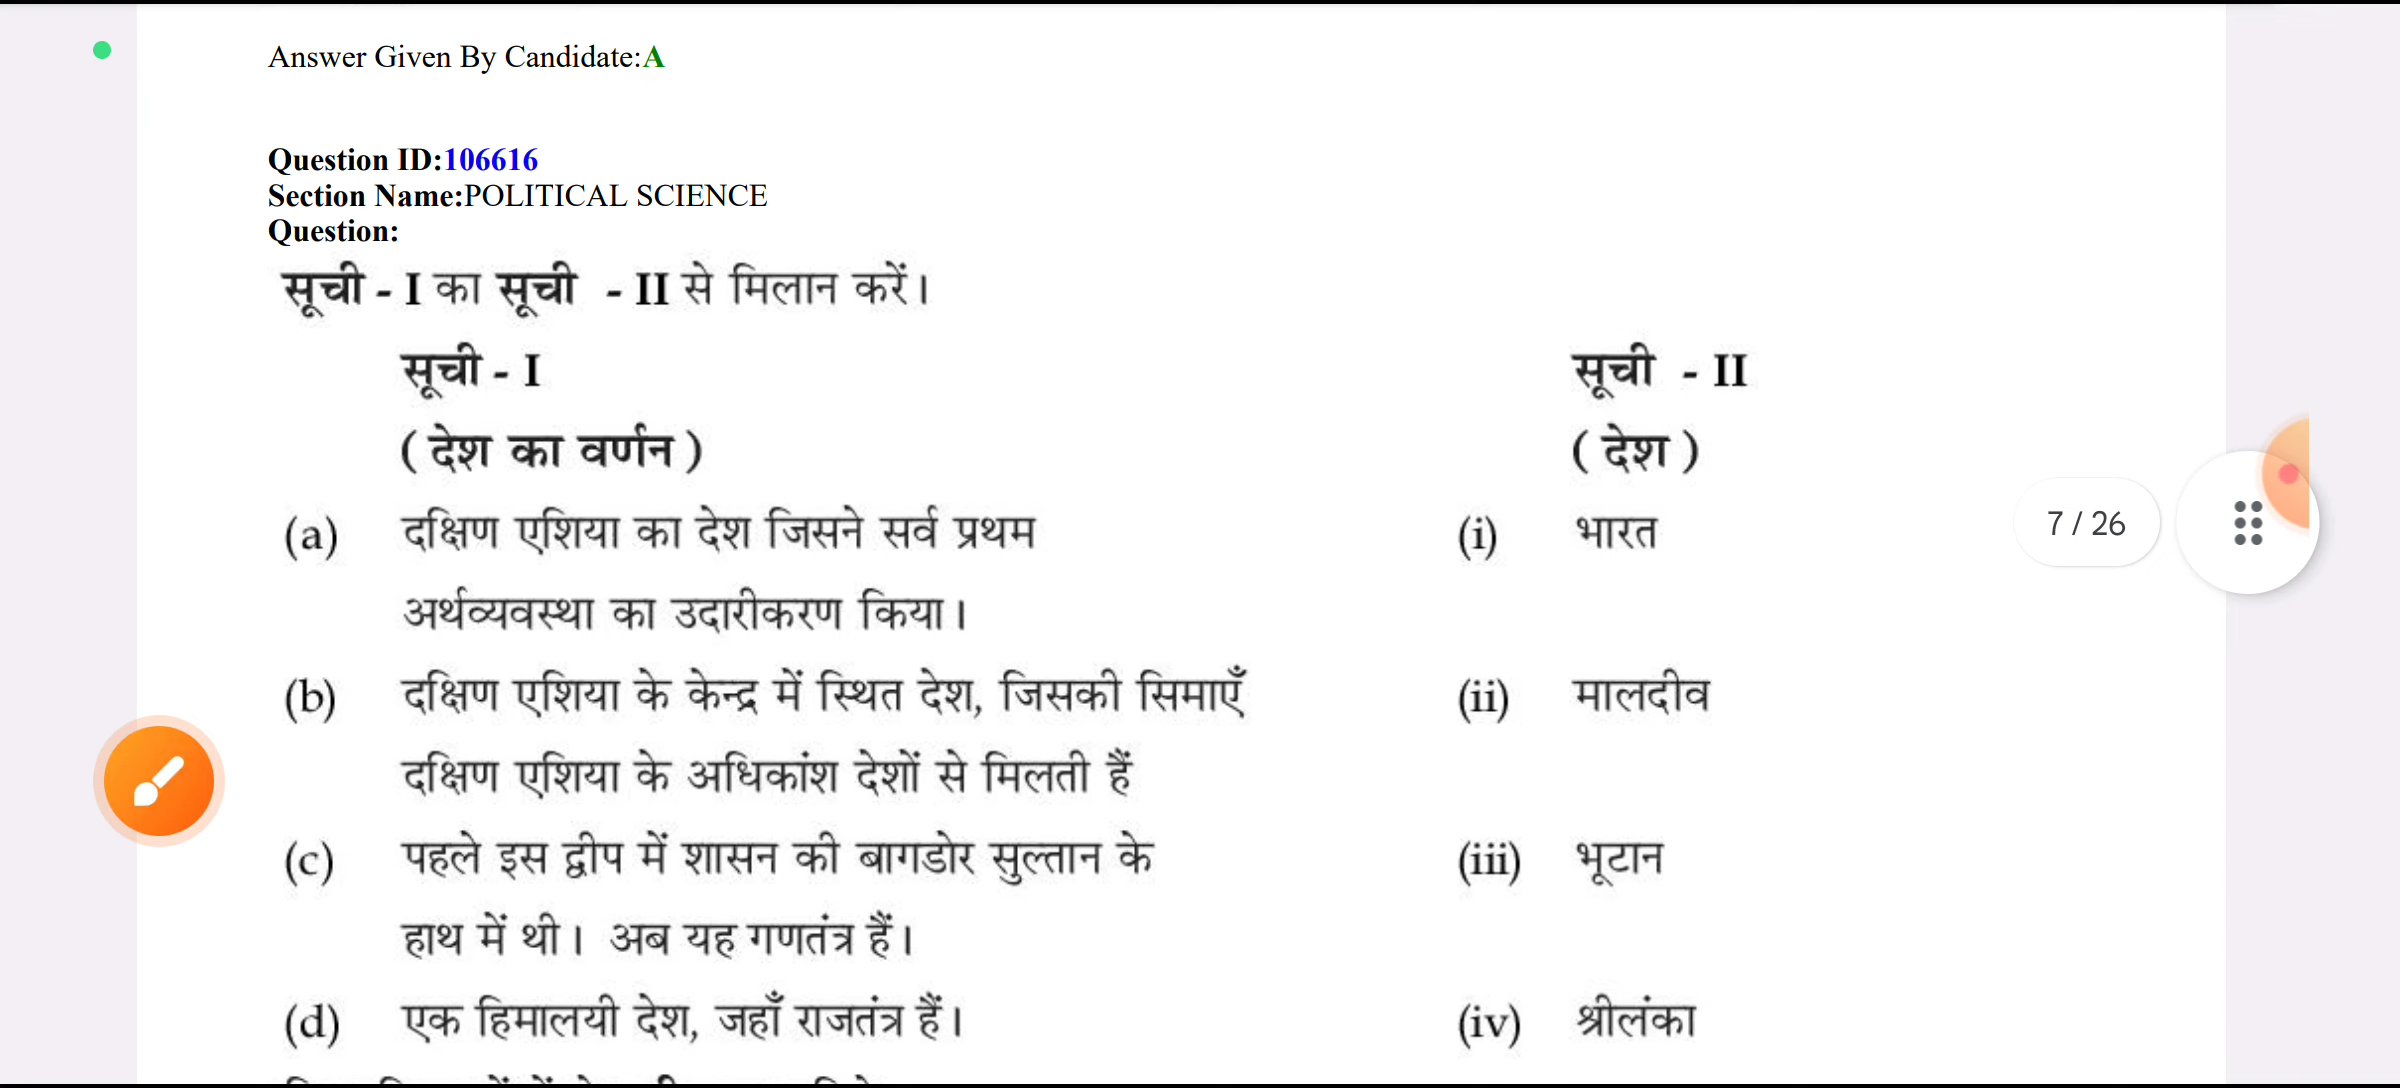 Answer Given By Candidate:A
Question ID:106616
Section Name:POLITICAL SCIENCE
Question:
सूची - I का सूची - II से मिलान करें।
सूची - I सूची - II
( देश का वर्णन ) ( देश )
(a) दक्षिण एशिया का देश जिसने सर्व प्रथम (i) भारत
अर्थव्यवस्था का उदारीकरण किया।
(b) दक्षिण एशिया के केन्द्र में स्थित देश, जिसकी सिमाएँ (ii) मालदीव
दक्षिण एशिया के अधिकांश देशों से मिलती हैं
(c) पहले इस द्वीप में शासन की बागडोर सुल्तान के (iii) भूटान
हाथ में थी। अब यह गणतंत्र हैं।
(d) एक हिमालयी देश, जहाँ राजतंत्र हैं। (iv) श्रीलंका
7 / 26